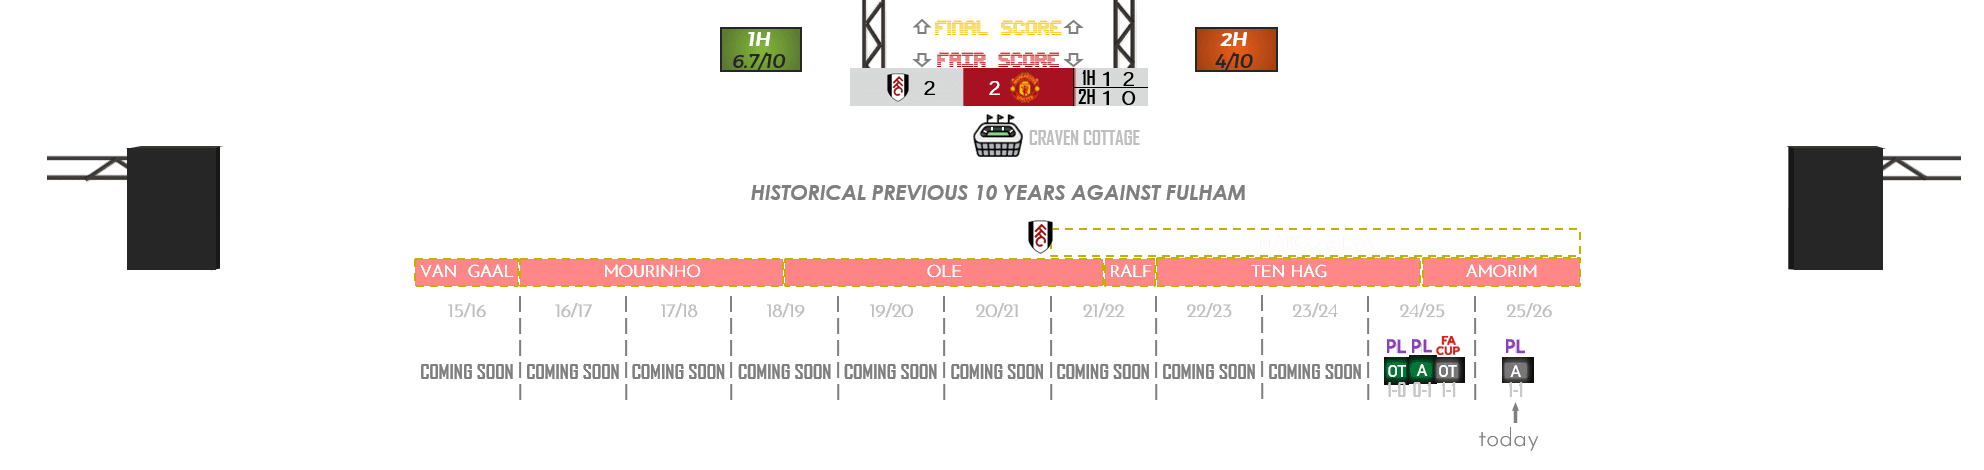 FINAL SCORE
FAIR SCORE
1H
6.7/10
2H
4/10
2 2
1H 1 2
2H 1 0
CRAVEN COTTAGE
HISTORICAL PREVIOUS 10 YEARS AGAINST FULHAM
VAN GAAL MOURINHO OLE RALF TEN HAG AMORIM
15/16 16/17 17/18 18/19 19/20 20/21 21/22 22/23 23/24 24/25 25/26
PL PL FA CUP PL
COMING SOON COMING SOON COMING SOON COMING SOON COMING SOON COMING SOON COMING SOON COMING SOON COMING SOON OT A OT A
1-0 0-1 1-1 1-1
today